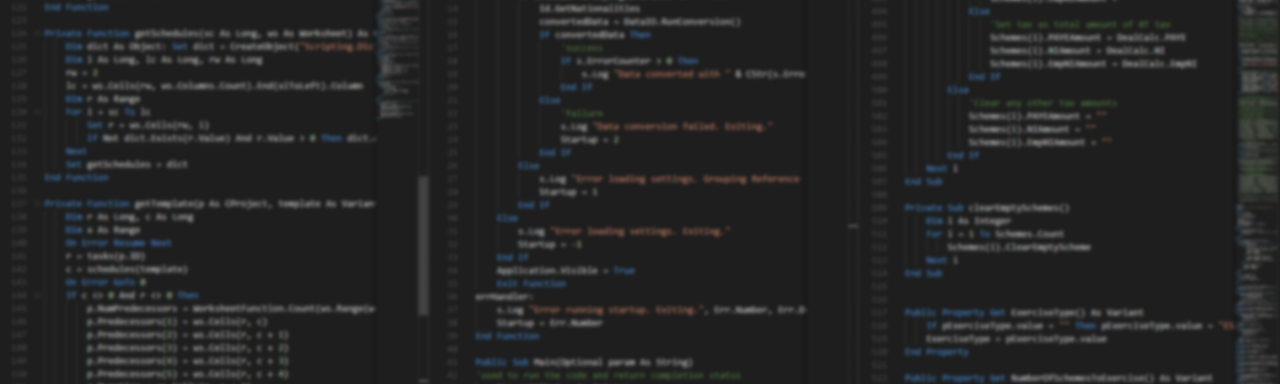 End Function
Private Function getSchedules(sc As Long, ws As Worksheet) As
Dim dict As Object: Set dict = CreateObject("Scripting.Dic
Dim i As Long, lc As Long, rw As Long
rw = 2
lc = ws.Cells(rw, ws.Columns.Count).End(xlToLeft).Column
Dim r As Range
For i = sc To lc
Set r = ws.Cells(rw, i)
If Not dict.Exists(r.Value) And r.Value > 0 Then dict.
Next
Set getSchedules = dict
End Function
Private Function getTemplate(p As CProject, template As Varian
Dim r As Long, c As Long
Dim x As Range
On Error Resume Next
r = tasks(p.ID)
c = schedules(template)
On Error GoTo 0
If c <> 0 And r <> 0 Then
p.NumPredecessors = WorksheetFunction.Count(ws.Range(w
p.Predecessors(1) = ws.Cells(r, c)
p.Predecessors(2) = ws.Cells(r, c + 1)
p.Predecessors(3) = ws.Cells(r, c + 2)
p.Predecessors(4) = ws.Cells(r, c + 3)
p.Predecessors(5) = ws.Cells(r, c + 4)
Id.GetNationalities
convertedData = DataIO.RunConversion()
If convertedData Then
'success
If s.ErrorCounter > 0 Then
s.Log "Data converted with " & CStr(s.Erro
End If
Else
'failure
s.Log "Data conversion failed. Exiting."
Startup = 2
End If
Else
s.Log "Error loading settings. Grouping Reference
Startup = 1
End If
Else
s.Log "Error loading settings. Exiting."
Startup = -1
End If
Application.Visible = True
Exit Function
errHandler:
s.Log "Error running startup. Exiting.", Err.Number, Err.D
Startup = Err.Number
End Function
Public Sub Main(Optional param As String)
'used to run the code and return completion status
Else
'Set tax as total amount of NT tax
Schemes(i).PAYEAmount = DealCalc.PAYE
Schemes(i).NIAmount = DealCalc.NI
Schemes(i).EmpNIAmount = DealCalc.EmpNI
End If
Else
'Clear any other tax amounts
Schemes(i).PAYEAmount = ""
Schemes(i).NIAmount = ""
Schemes(i).EmpNIAmount = ""
End If
Next i
End Sub
Private Sub clearEmptySchemes()
Dim i As Integer
For i = 1 To Schemes.Count
Schemes(i).ClearEmptyScheme
Next i
End Sub
Public Property Get ExerciseType() As Variant
If pExerciseType.value = "" Then pExerciseType.value = "ES
ExerciseType = pExerciseType.value
End Property
Public Property Get NumberOfSchemesToExercise() As Variant